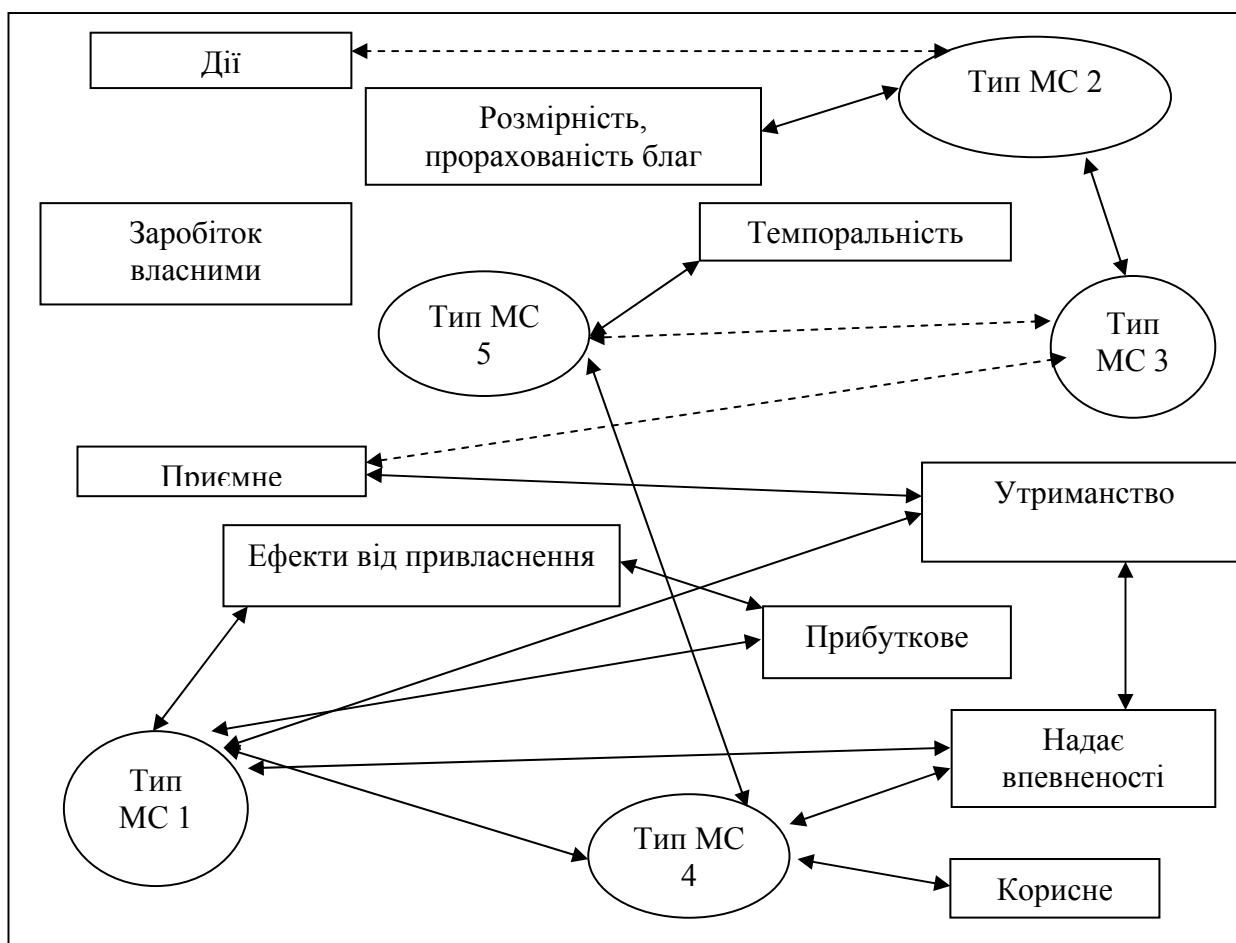 Дії
Тип МС 2
Розмірність,
прорахованість благ
Заробіток
власними
Темпоральність
Тип МС
5
Тип
МС 3
Приємне
Утриманство
Ефекти від привласнення
Прибуткове
Надає
впевненості
Тип
МС 1
Тип МС
4
Корисне